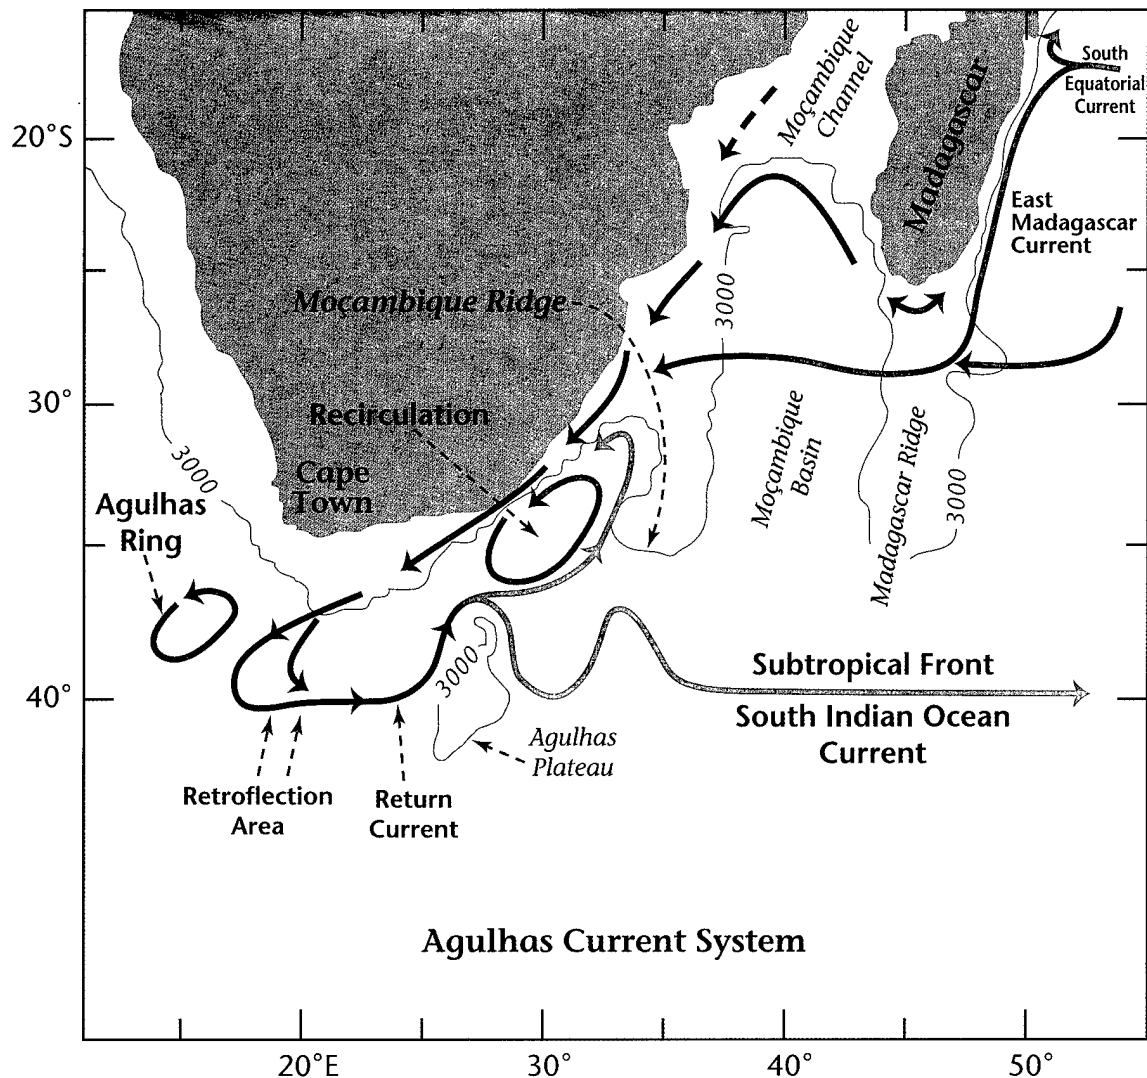 South
Equatorial
Current
Moçambique
Channel
Madagascar
20°S
East
Madagascar
Current
Moçambique Ridge
3000
30°
Recirculation
Cape
Town
3000
Agulhas
Ring
Moçambique
Basin
Madagascar Ridge
3000
3000
40°
Subtropical Front
South Indian Ocean
Current
Agulhas
Plateau
Retroflection
Area
Return
Current
Agulhas Current System
20°E
30°
40°
50°